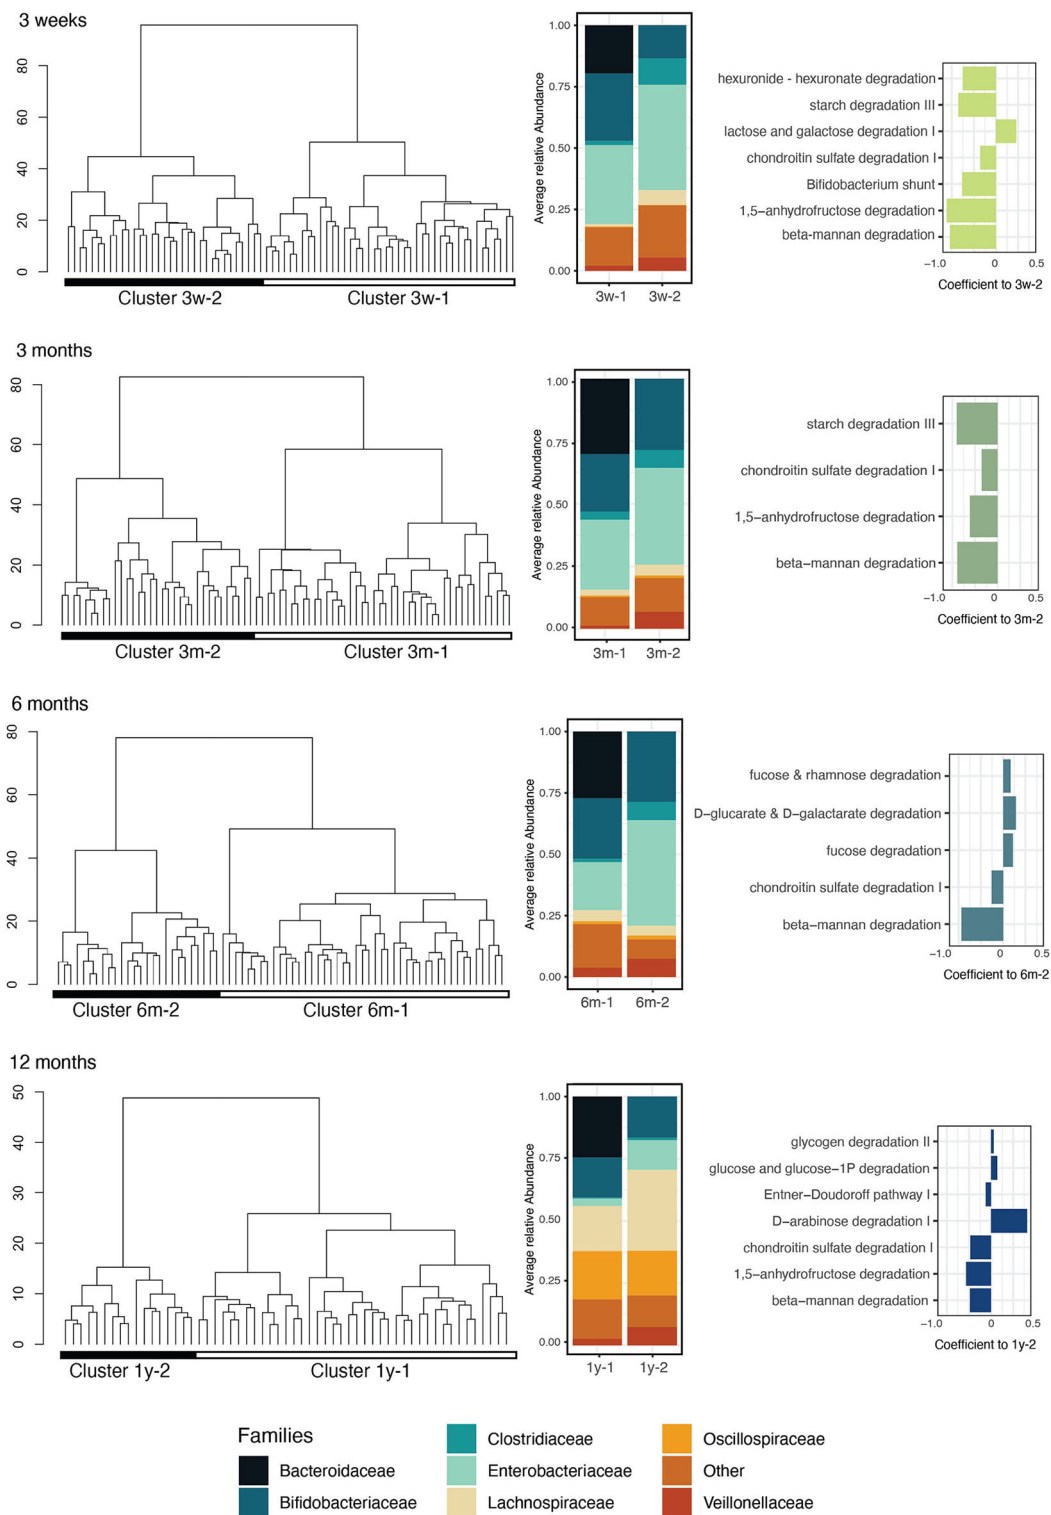 3 weeks
80
60
40
20
0
Cluster 3w-2
Cluster 3w-1
Average relative Abundance
1.00
0.75
0.50
0.25
0.00
3w-1
3w-2
hexuronide - hexuronate degradation
starch degradation III
lactose and galactose degradation I
chondroitin sulfate degradation I
Bifidobacterium shunt
1,5−anhydrofructose degradation
beta-mannan degradation
−1.0
0
0.5
Coefficient to 3w-2
3 months
80
60
40
20
0
Cluster 3m-2
Cluster 3m-1
Average relative Abundance
1.00
0.75
0.50
0.25
0.00
3m-1
3m-2
starch degradation III
chondroitin sulfate degradation I
1,5−anhydrofructose degradation
beta−mannan degradation
−1.0
0
0.5
Coefficient to 3m-2
6 months
80
60
40
20
0
Cluster 6m-2
Cluster 6m-1
Average relative Abundance
1.00
0.75
0.50
0.25
0.00
6m-1
6m-2
fucose & rhamnose degradation
D−glucarate & D−galactarate degradation
fucose degradation
chondroitin sulfate degradation I
beta−mannan degradation
−1.0
0
0.5
Coefficient to 6m-2
12 months
50
40
30
20
10
0
Cluster 1y-2
Cluster 1y-1
Average relative Abundance
1.00
0.75
0.50
0.25
0.00
1y-1
1y-2
glycogen degradation II
glucose and glucose−1P degradation
Entner−Doudoroff pathway I
D−arabinose degradation I
chondroitin sulfate degradation I
1,5−anhydrofructose degradation
beta−mannan degradation
−1.0
0
0.5
Coefficient to 1y-2
Families
Bacteroidaceae
Bifidobacteriaceae
Clostridiaceae
Enterobacteriaceae
Lachnospiraceae
Oscillospiraceae
Other
Veillonellaceae